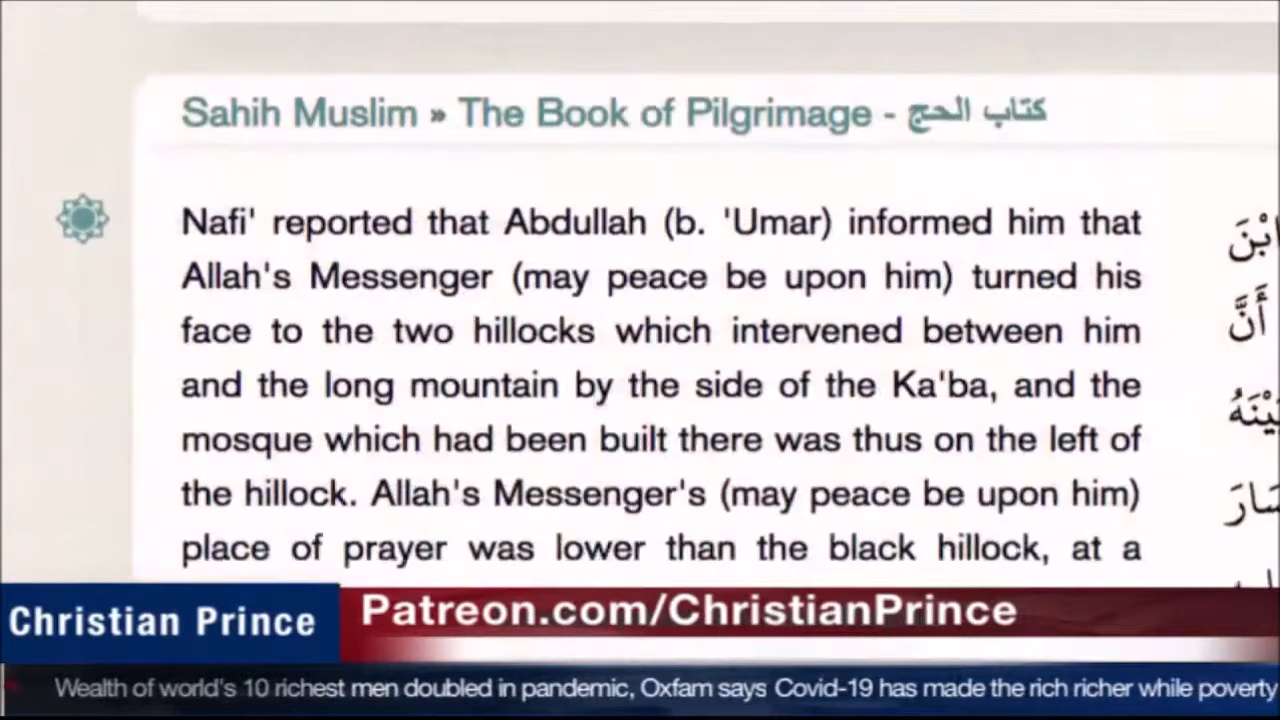 Sahih Muslim » The Book of Pilgrimage - كتاب الحج
Nafi' reported that Abdullah (b. 'Umar) informed him that
Allah's Messenger (may peace be upon him) turned his
face to the two hillocks which intervened between him
and the long mountain by the side of the Ka'ba, and the
mosque which had been built there was thus on the left of
the hillock. Allah's Messenger's (may peace be upon him)
place of prayer was lower than the black hillock, at a
ابْنَ
أَنَّ
Christian Prince
Patreon.com/ChristianPrince
Wealth of world's 10 richest men doubled in pandemic, Oxfam says Covid-19 has made the rich richer while poverty